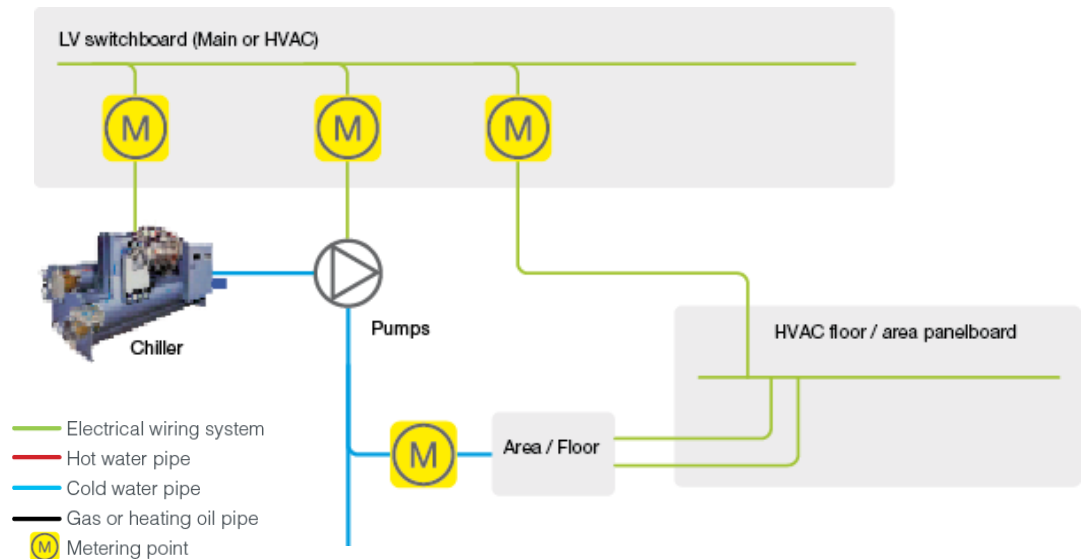 LV switchboard (Main or HVAC)
M
M
M
Pumps
Chiller
HVAC floor / area panelboard
M
Area / Floor
Electrical wiring system
Hot water pipe
Cold water pipe
Gas or heating oil pipe
M
Metering point